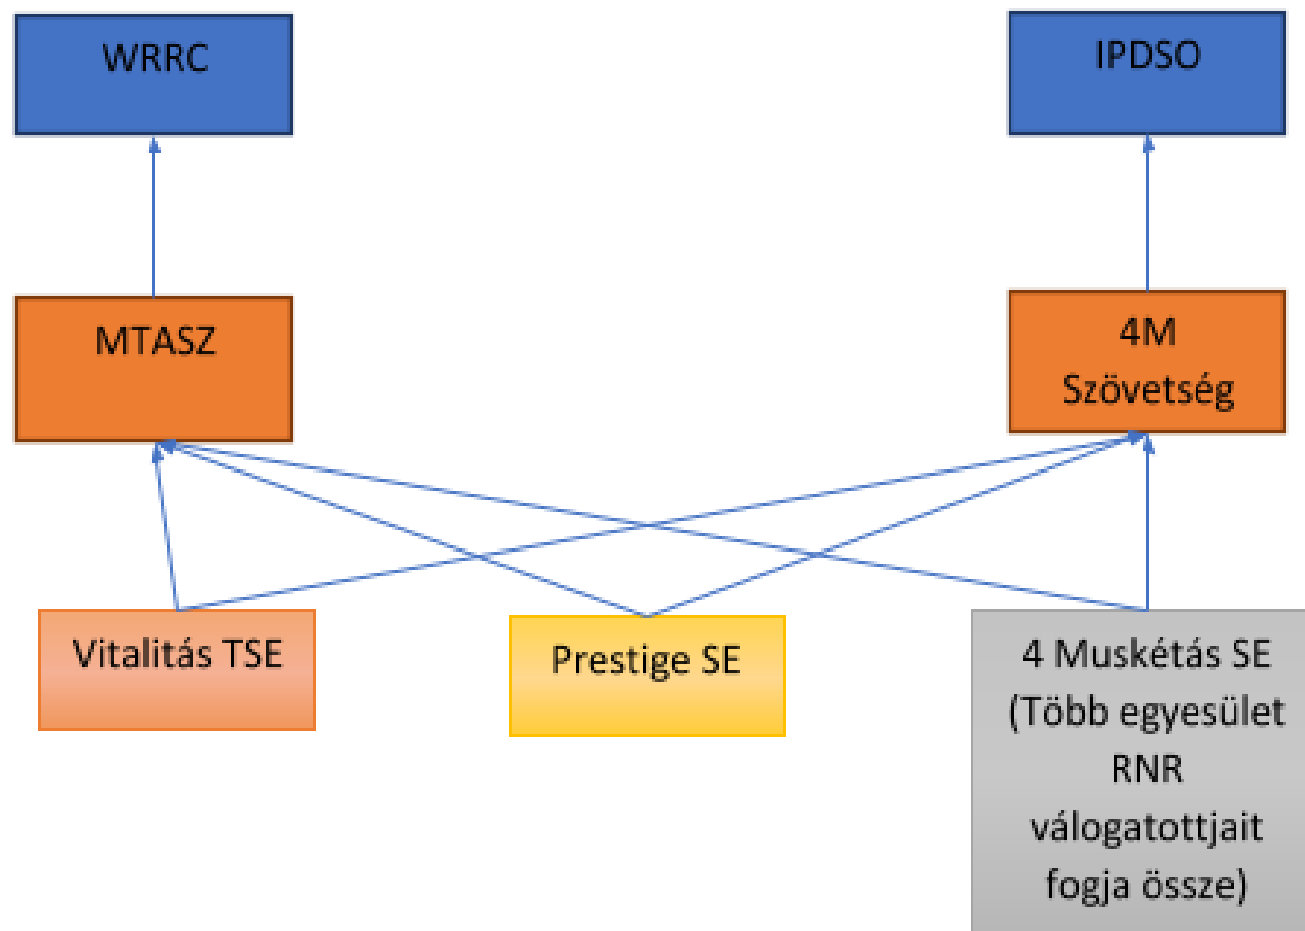 WRRC
IPDSO
MTASZ
4M
Szövetség
Vitalitás TSE
Prestige SE
4 Muskétás SE
(Több egyesület
RNR
válogatottjait
fogja össze)